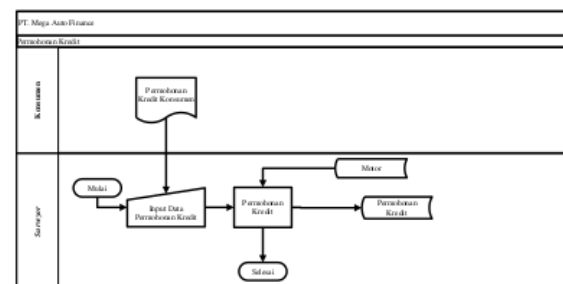 PT. Mega Auto Finance
Permohonan Kredit
Konsumen
Permohonan
Kredit Konsumen
Surveyor
Mulai
Input Data
Permohonan Kredit
Permohonan
Kredit
Motor
Permohonan
Kredit
Selesai